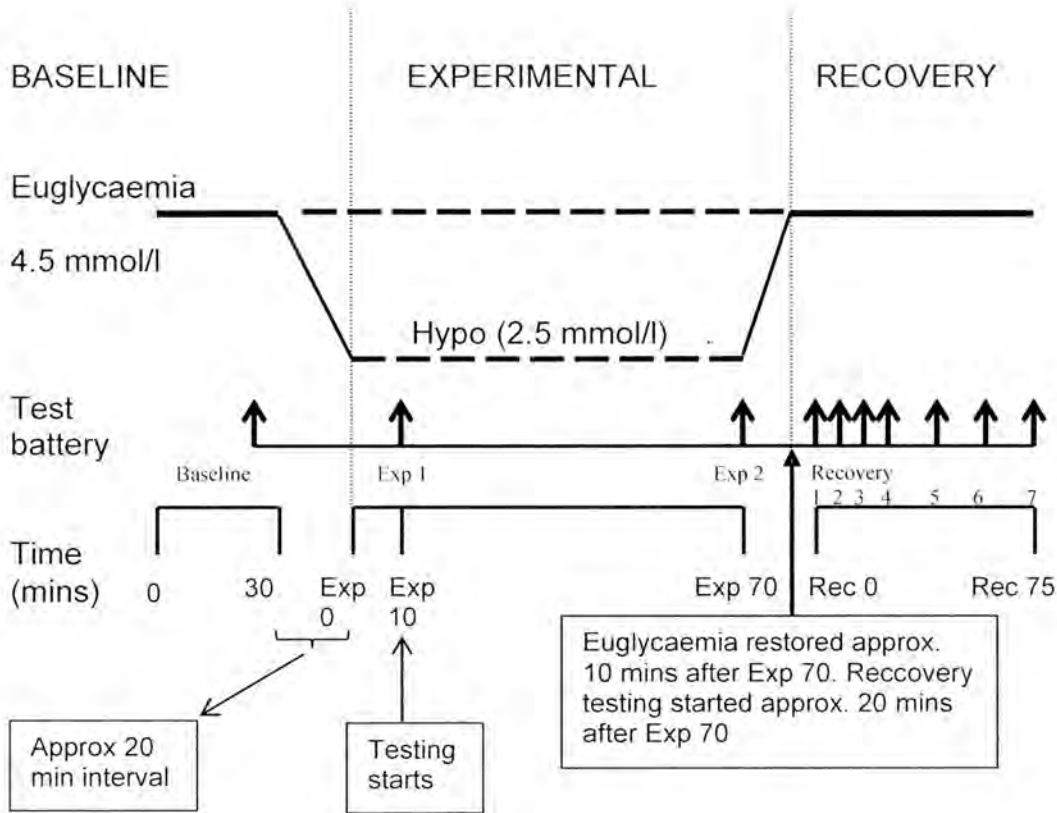 BASELINE EXPERIMENTAL RECOVERY
Euglycaemia
4.5 mmol/l
Hypo (2.5 mmol/l)
Test
battery
Baseline Exp 1 Exp 2 Recovery
1 2 3 4 5 6 7
Time
(mins)
0 30 Exp
0 Exp
10 Exp 70 Rec 0 Rec 75
Euglycaemia restored approx.
10 mins after Exp 70. Reccovery
testing started approx. 20 mins
after Exp 70
Approx 20
min interval
Testing
starts